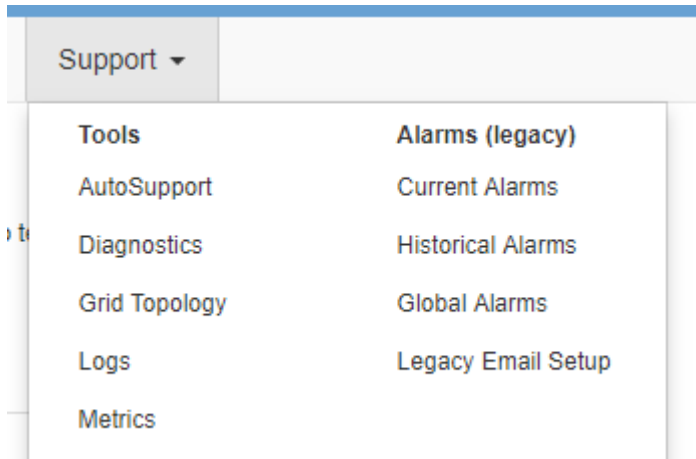 Support
Tools
AutoSupport
Diagnostics
Grid Topology
Logs
Metrics
Alarms (legacy)
Current Alarms
Historical Alarms
Global Alarms
Legacy Email Setup